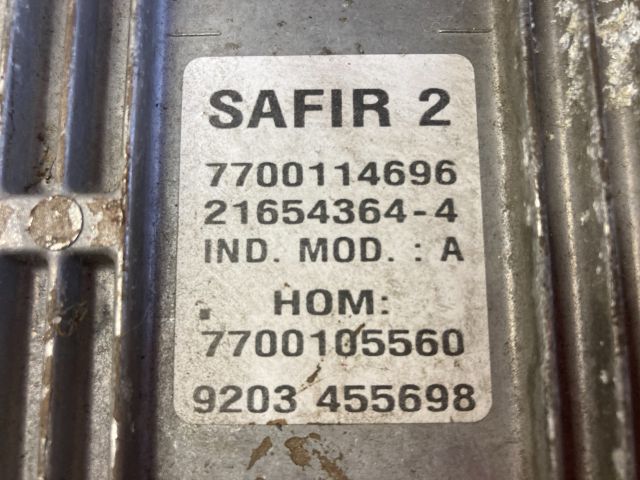 SAFIR 2
7700114696
21654364-4
IND. MOD. : A
HOM:
7700105560
9203 455698